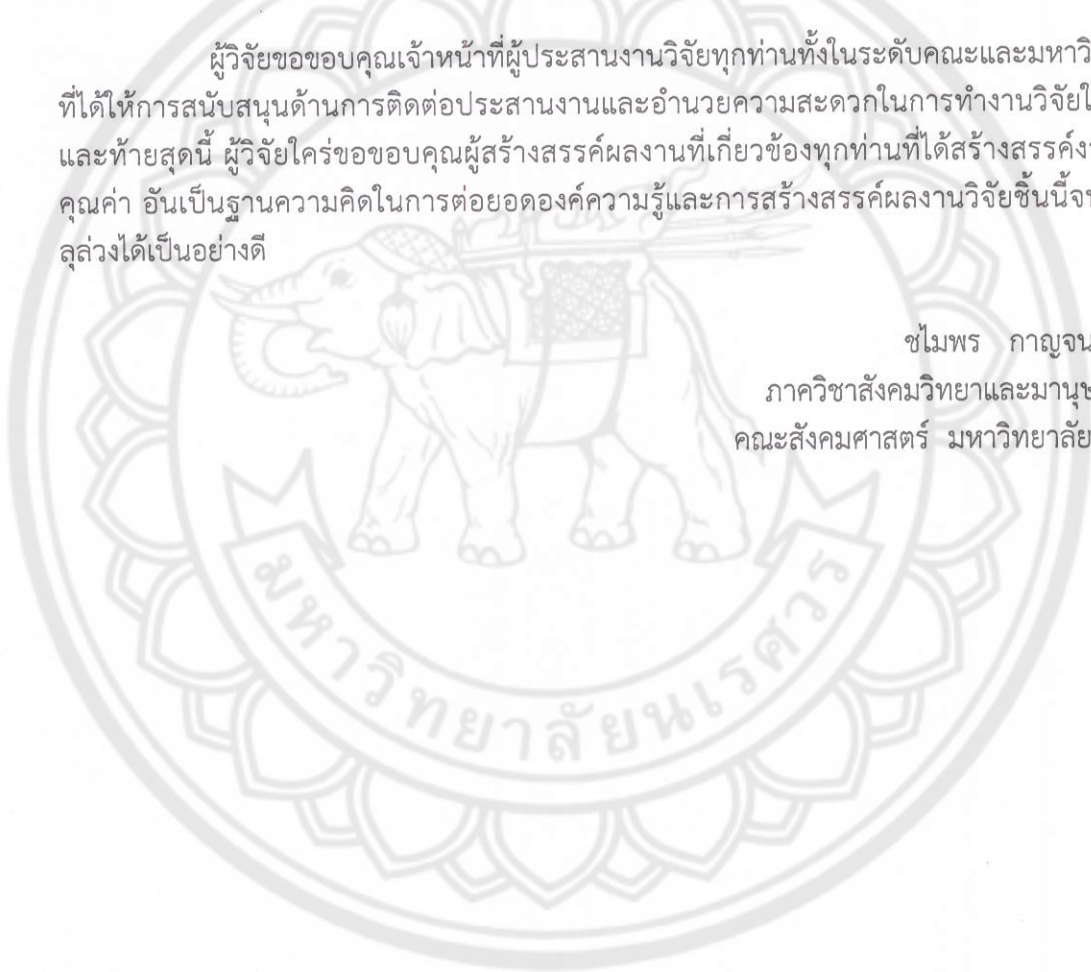 ผู้วิจัยขอขอบคุณเจ้าหน้าที่ผู้ประสานงานวิจัยทุกท่านทั้งในระดับคณะและมหาวิ
ที่ได้ให้การสนับสนุนด้านการติดต่อประสานงานและอำนวยความสะดวกในการทำงานวิจัยใ
และท้ายสุดนี้ ผู้วิจัยใคร่ขอขอบคุณผู้สร้างสรรค์ผลงานที่เกี่ยวข้องทุกท่านที่ได้สร้างสรรค์ง
คุณค่า อันเป็นฐานความคิดในการต่อยอดองค์ความรู้และการสร้างสรรค์ผลงานวิจัยชิ้นนี้จ
ลุล่วงได้เป็นอย่างดี
ชไมพร กาญจน
ภาควิชาสังคมวิทยาและมานุษ
คณะสังคมศาสตร์ มหาวิทยาลัย
มหาวิทยาลัยนเรศวร